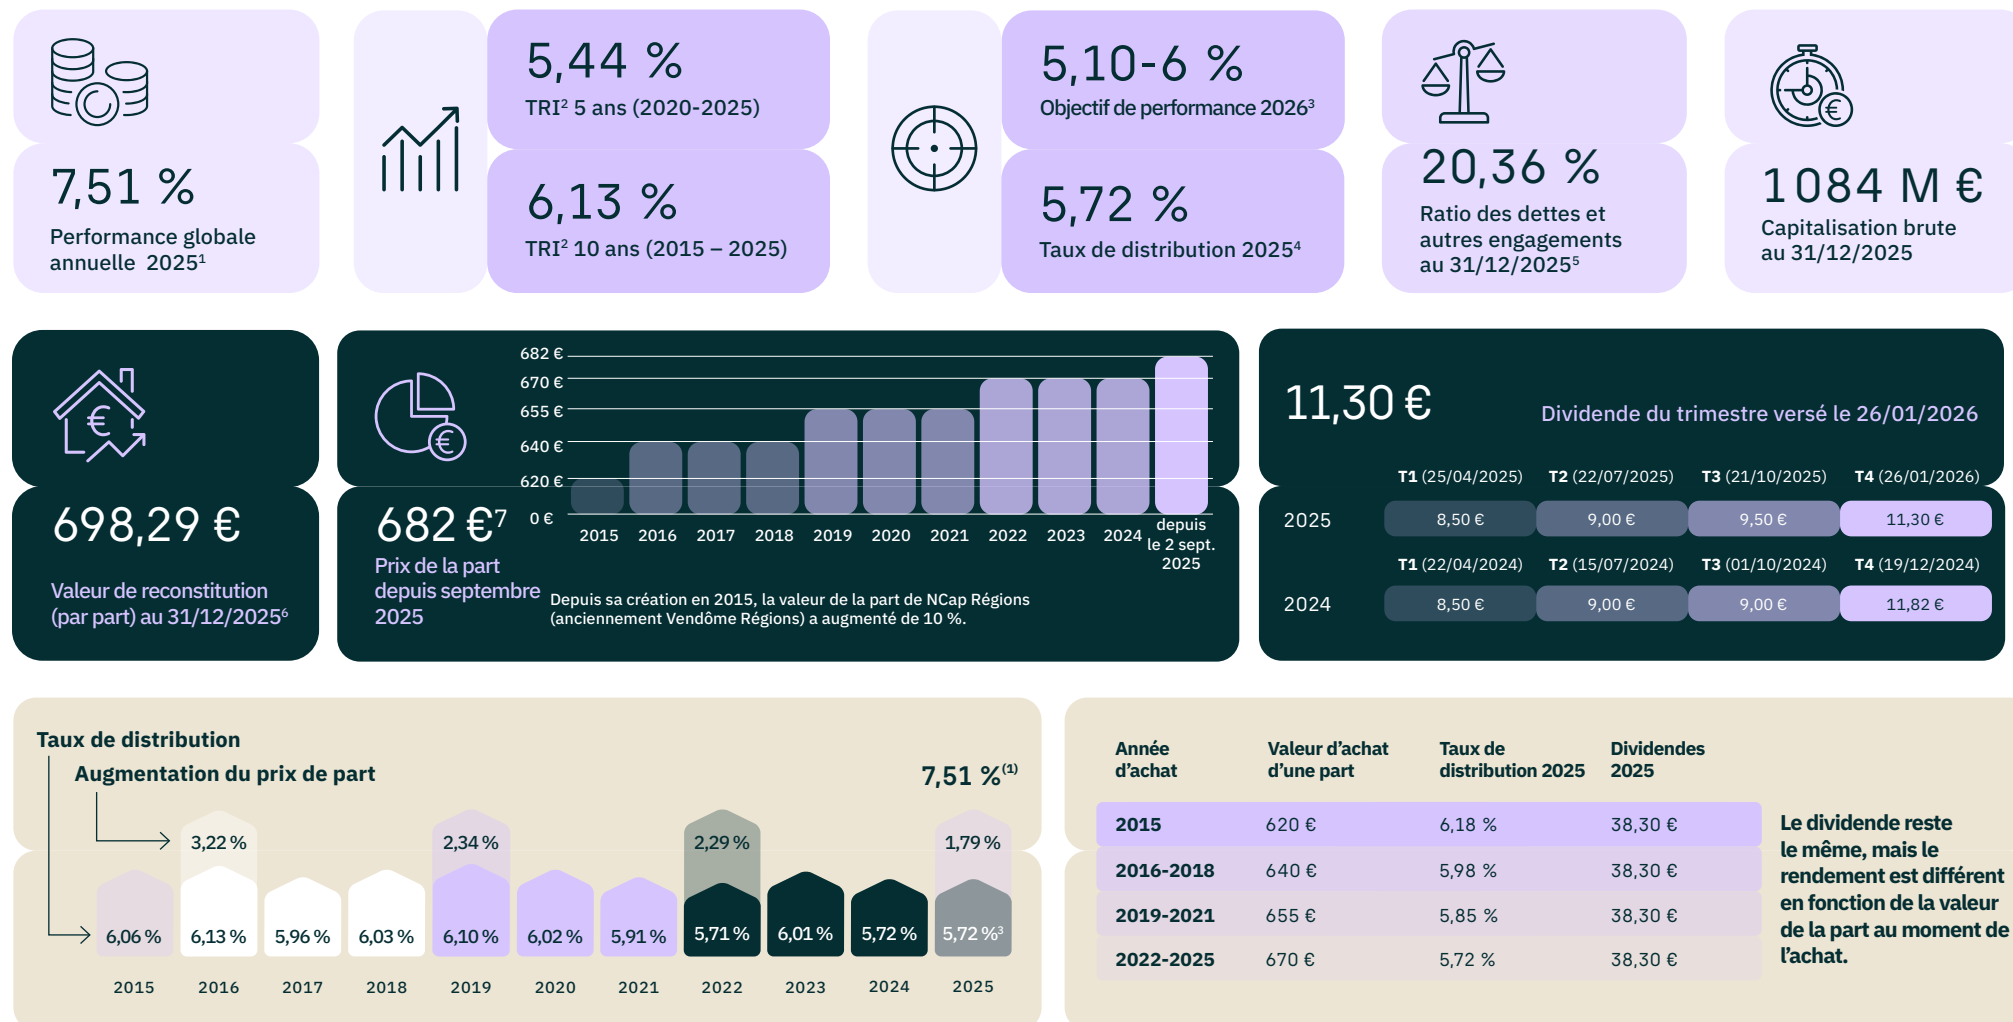 7,51 %
Performance globale
annuelle 2025¹
5,44 %
TRI² 5 ans (2020-2025)
6,13 %
TRI² 10 ans (2015 – 2025)
5,10-6 %
Objectif de performance 2026³
5,72 %
Taux de distribution 2025⁴
20,36 %
Ratio des dettes et
autres engagements
au 31/12/2025⁵
1 084 M €
Capitalisation brute
au 31/12/2025
698,29 €
Valeur de reconstitution
(par part) au 31/12/2025⁶
682 €⁷
Prix de la part
depuis septembre
2025
682 €
670 €
655 €
640 €
620 €
0 €
2015 2016 2017 2018 2019 2020 2021 2022 2023 2024 depuis
le 2 sept.
2025
Depuis sa création en 2015, la valeur de la part de NCap Régions
(anciennement Vendôme Régions) a augmenté de 10 %.
11,30 € Dividende du trimestre versé le 26/01/2026
T1 (25/04/2025) T2 (22/07/2025) T3 (21/10/2025) T4 (26/01/2026)
2025 8,50 € 9,00 € 9,50 € 11,30 €
T1 (22/04/2024) T2 (15/07/2024) T3 (01/10/2024) T4 (19/12/2024)
2024 8,50 € 9,00 € 9,00 € 11,82 €
Taux de distribution
Augmentation du prix de part
7,51 %⁽¹⁾
3,22 % 2,34 % 2,29 % 1,79 %
6,06 % 6,13 % 5,96 % 6,03 % 6,10 % 6,02 % 5,91 % 5,71 % 6,01 % 5,72 % 5,72 %³
2015 2016 2017 2018 2019 2020 2021 2022 2023 2024 2025
Année Valeur d’achat Taux de Dividendes
d’achat d’une part distribution 2025 2025
2015 620 € 6,18 % 38,30 €
2016-2018 640 € 5,98 % 38,30 €
2019-2021 655 € 5,85 % 38,30 €
2022-2025 670 € 5,72 % 38,30 €
Le dividende reste
le même, mais le
rendement est différent
en fonction de la valeur
de la part au moment de
l’achat.